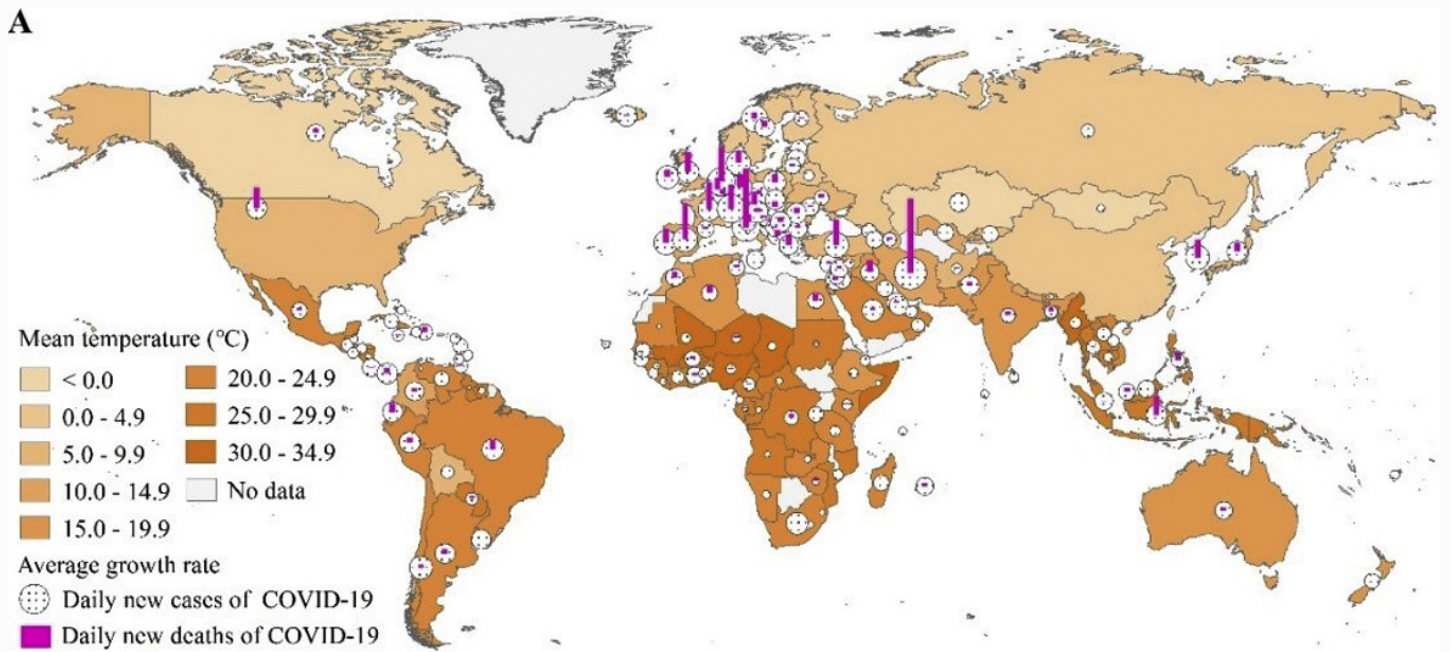 A
Mean temperature (°C)
< 0.0
0.0 - 4.9
5.0 - 9.9
10.0 - 14.9
15.0 - 19.9
20.0 - 24.9
25.0 - 29.9
30.0 - 34.9
No data
Average growth rate
Daily new cases of COVID-19
Daily new deaths of COVID-19